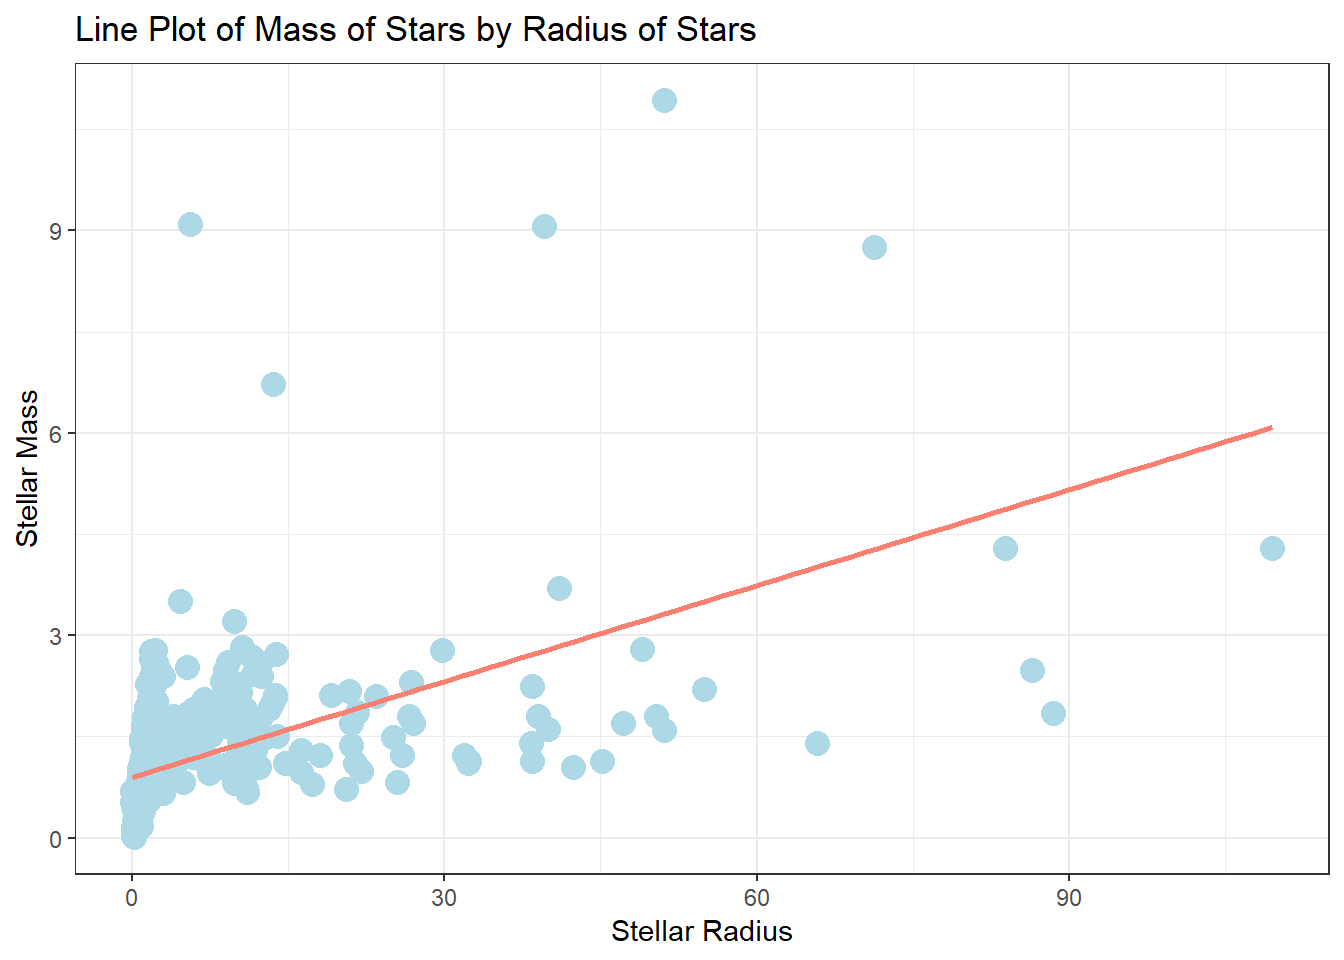 Line Plot of Mass of Stars by Radius of Stars
Stellar Mass
9
6
3
0
0 30 60 90
Stellar Radius